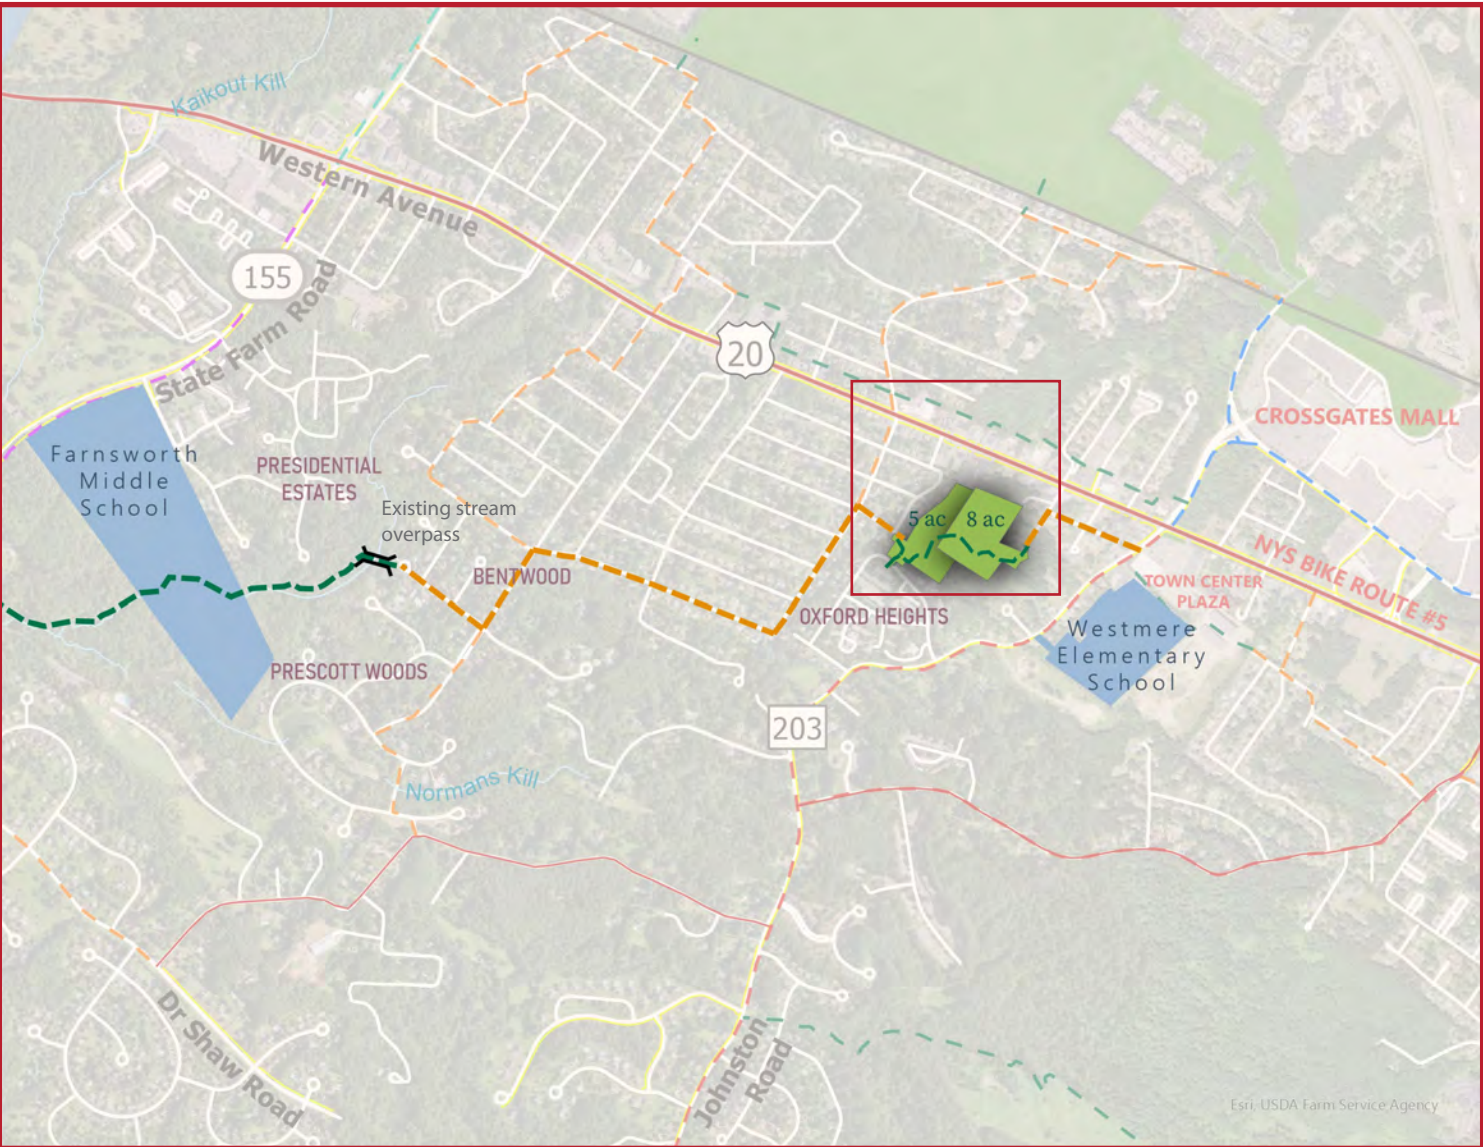 Kaikout Kill
Western Avenue
155
State Farm Road
20
CROSSGATES MALL
Farnsworth
Middle
School
PRESIDENTIAL
ESTATES
Existing stream
overpass
5 ac
8 ac
BENTWOOD
NYS BIKE ROUTE #5
TOWN CENTER
PLAZA
OXFORD HEIGHTS
Westmere
Elementary
School
PRESCOTT WOODS
203
Normans Kill
Dr Shaw Road
Johnston
Road
Esri, USDA Farm Service Agency